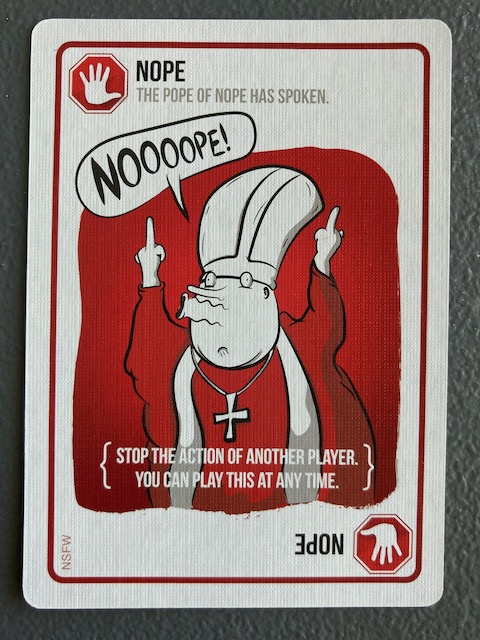 NOPE
THE POPE OF NOPE HAS SPOKEN.
NOOOOPE!
{ STOP THE ACTION OF ANOTHER PLAYER.
YOU CAN PLAY THIS AT ANY TIME. }
NSFW
NOPE